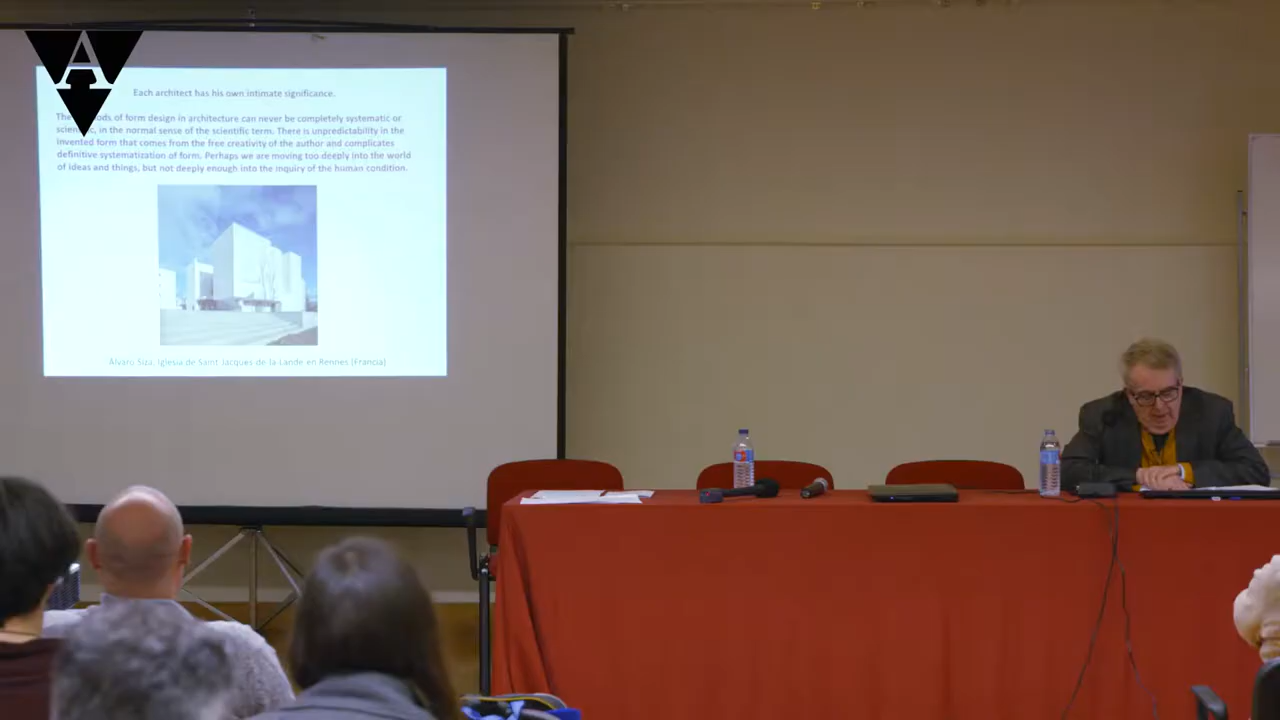 A
Each architect has his own intimate significance.
of form design in architecture can never be completely systematic or
in the normal sense of the scientific term. There is unpredictability in the
invented form that comes from the free creativity of the author and complicates
definitive systematization of form. Perhaps we are moving too deeply into the world
of ideas and things, but not deeply enough into the inquiry of the human condition.
Alvaro Siza, Iglesia de Saint Jacques de la Lande en Rennes (Francia)